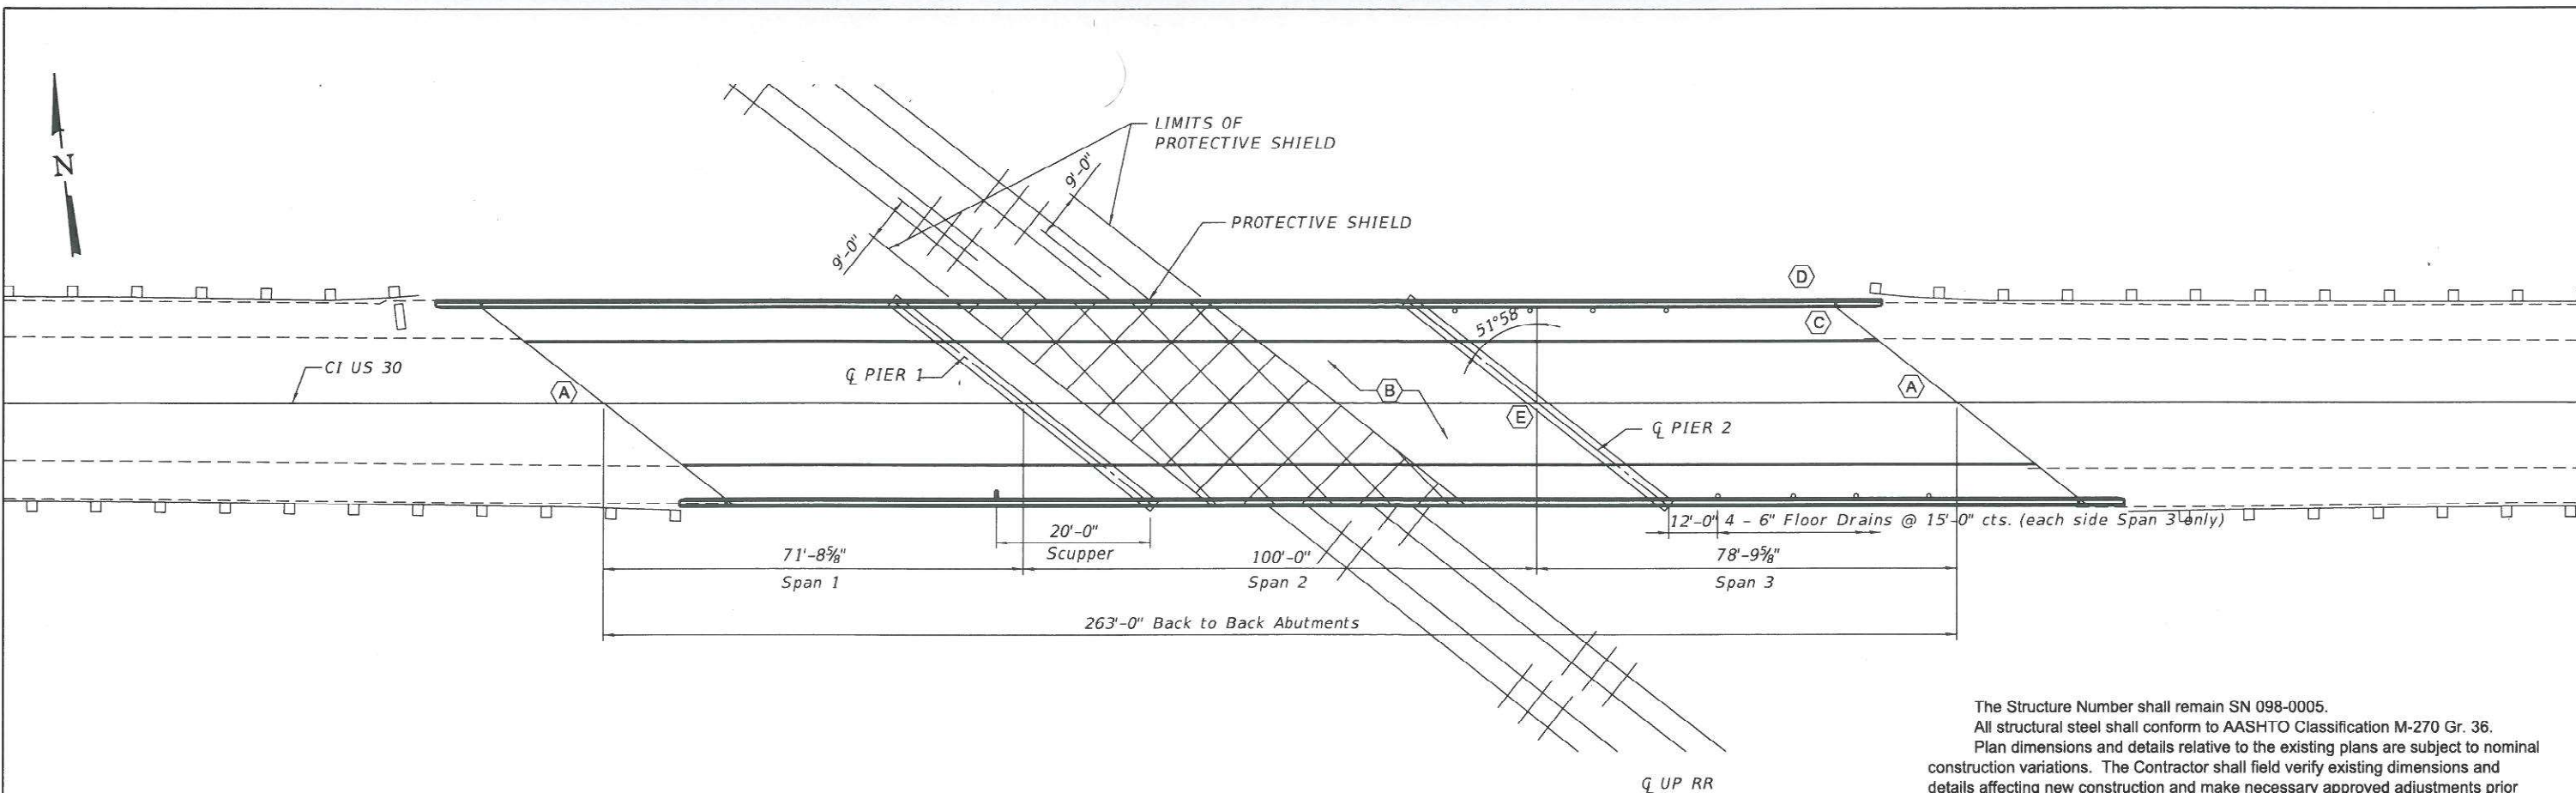 N
LIMITS OF
PROTECTIVE SHIELD
9'-0"
9'-0"
PROTECTIVE SHIELD
D
C
51°58'
CI US 30
℄ PIER 1
A
B
A
E
℄ PIER 2
12'-0" 4 - 6" Floor Drains @ 15'-0" cts. (each side Span 3 only)
20'-0"
Scupper
71'-8⅝"
100'-0"
78'-9⅝"
Span 1
Span 2
Span 3
263'-0" Back to Back Abutments
The Structure Number shall remain SN 098-0005.
All structural steel shall conform to AASHTO Classification M-270 Gr. 36.
Plan dimensions and details relative to the existing plans are subject to nominal
construction variations. The Contractor shall field verify existing dimensions and
details affecting new construction and make necessary approved adjustments prior
℄ UP RR